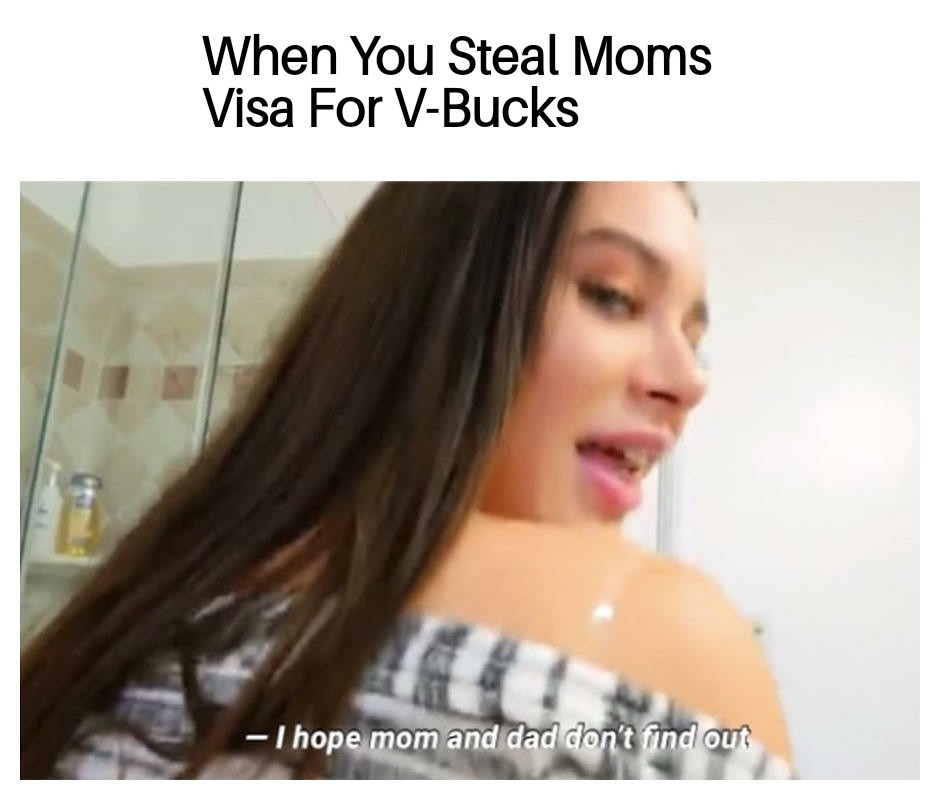 When You Steal Moms
Visa For V-Bucks
– I hope mom and dad don't find out